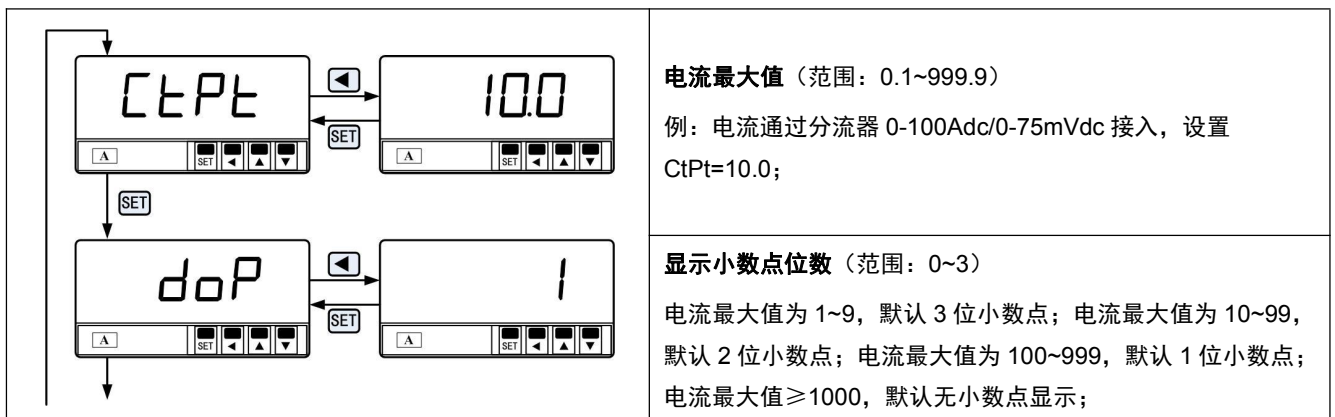 CtPt
10.0
SET
A
SET
A
SET
SET
doP
1
SET
A
SET
A
SET
电流最大值（范围：0.1~999.9）
例：电流通过分流器 0-100Adc/0-75mVdc 接入，设置
CtPt=10.0；
显示小数点位数（范围：0~3）
电流最大值为 1~9，默认 3 位小数点；电流最大值为 10~99，
默认 2 位小数点；电流最大值为 100~999，默认 1 位小数点；
电流最大值≥1000，默认无小数点显示；